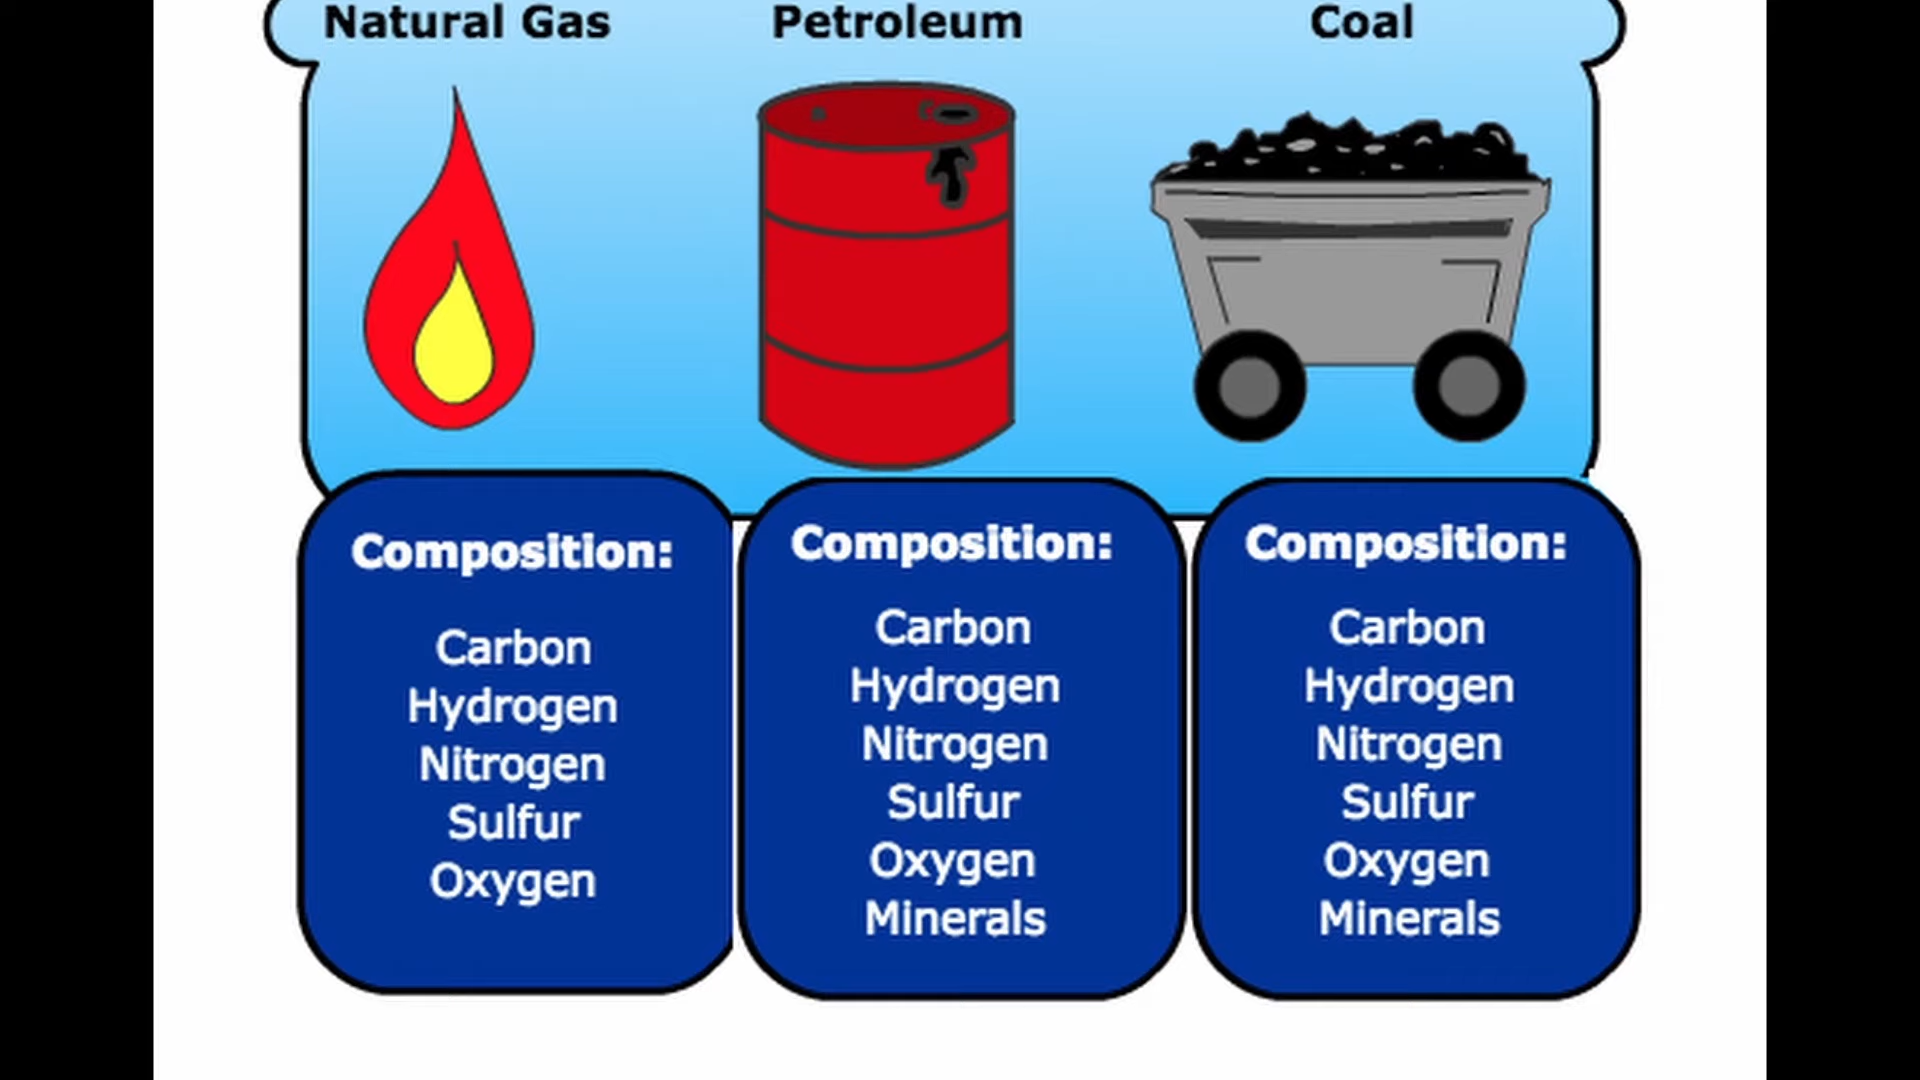 Natural Gas
Petroleum
Coal
Composition:
Carbon
Hydrogen
Nitrogen
Sulfur
Oxygen
Composition:
Carbon
Hydrogen
Nitrogen
Sulfur
Oxygen
Minerals
Composition:
Carbon
Hydrogen
Nitrogen
Sulfur
Oxygen
Minerals